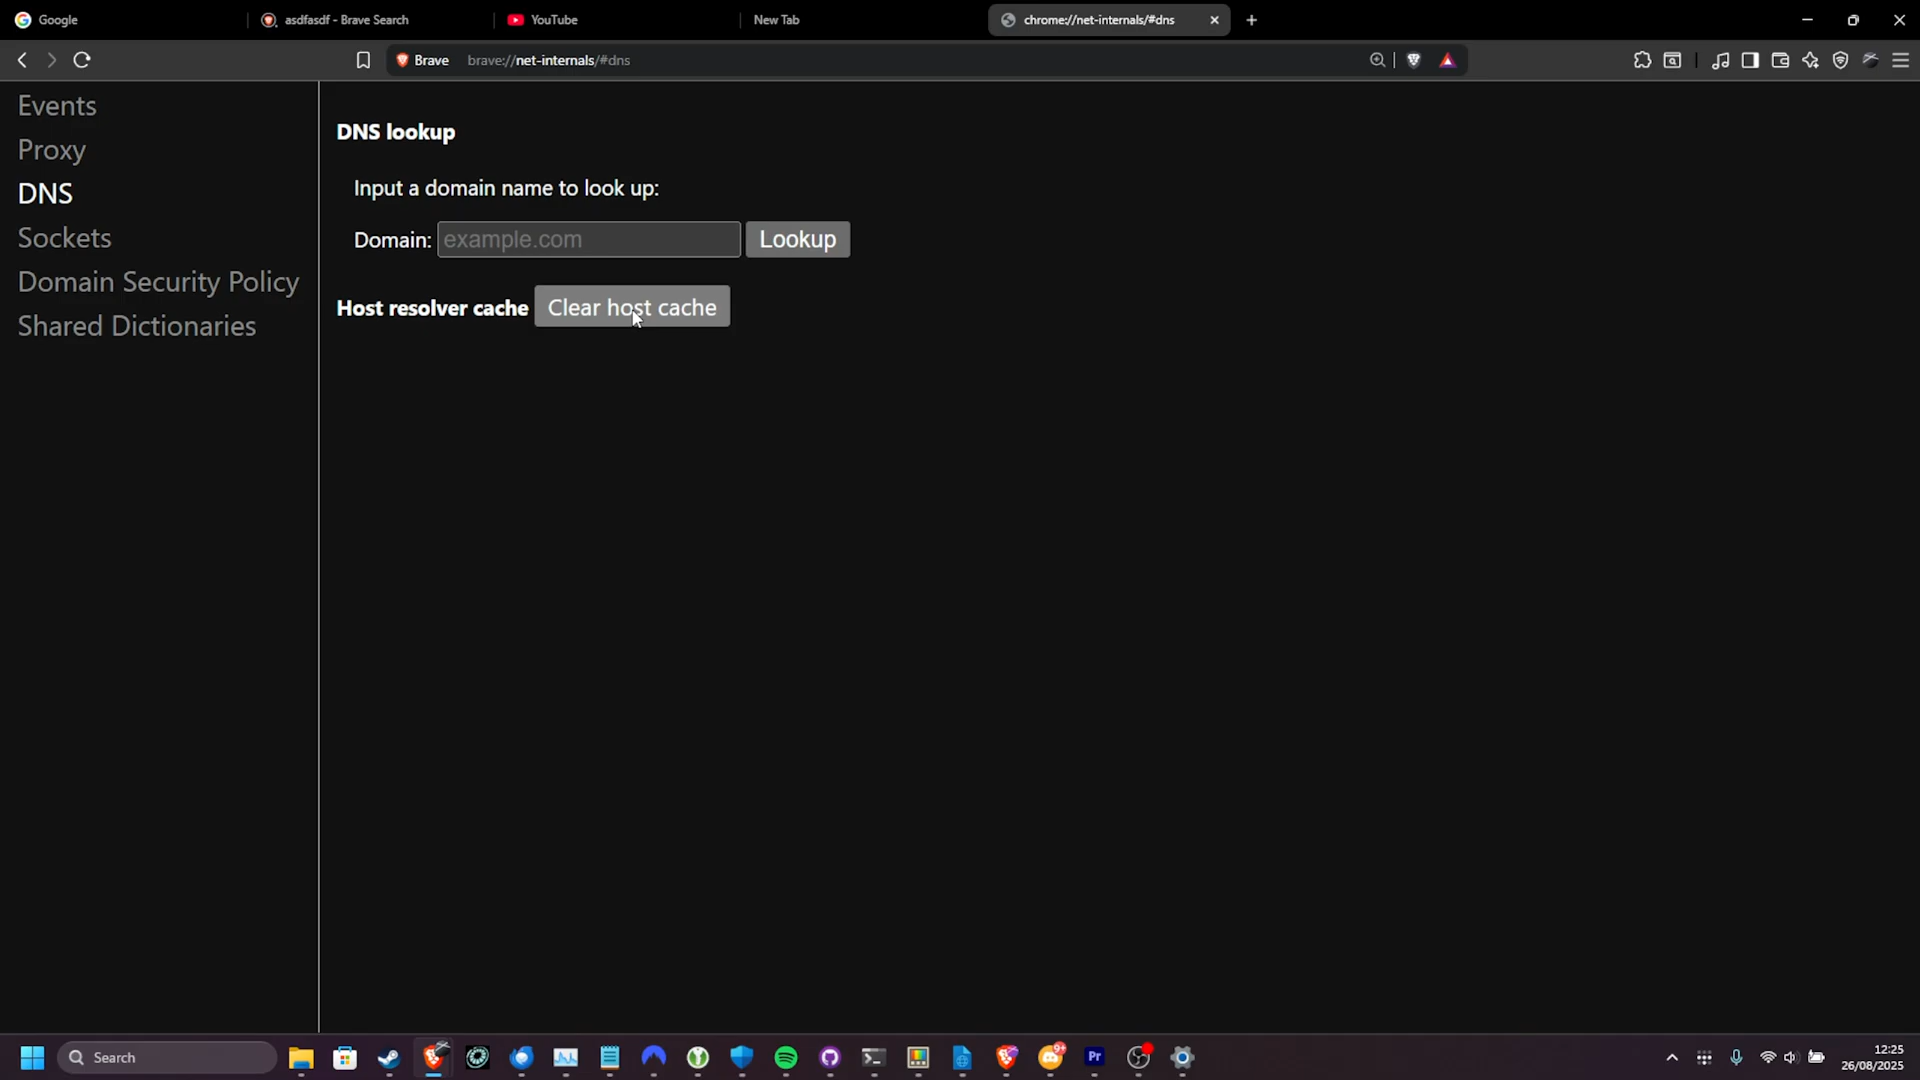 Google
asdfasdf - Brave Search
YouTube
New Tab
chrome://net-internals/#dns
Brave
brave://net-internals/#dns
Events
Proxy
DNS
Sockets
Domain Security Policy
Shared Dictionaries
DNS lookup
Input a domain name to look up:
Domain: example.com Lookup
Host resolver cache Clear host cache
Search
9+
Pr
12:25
26/08/2025